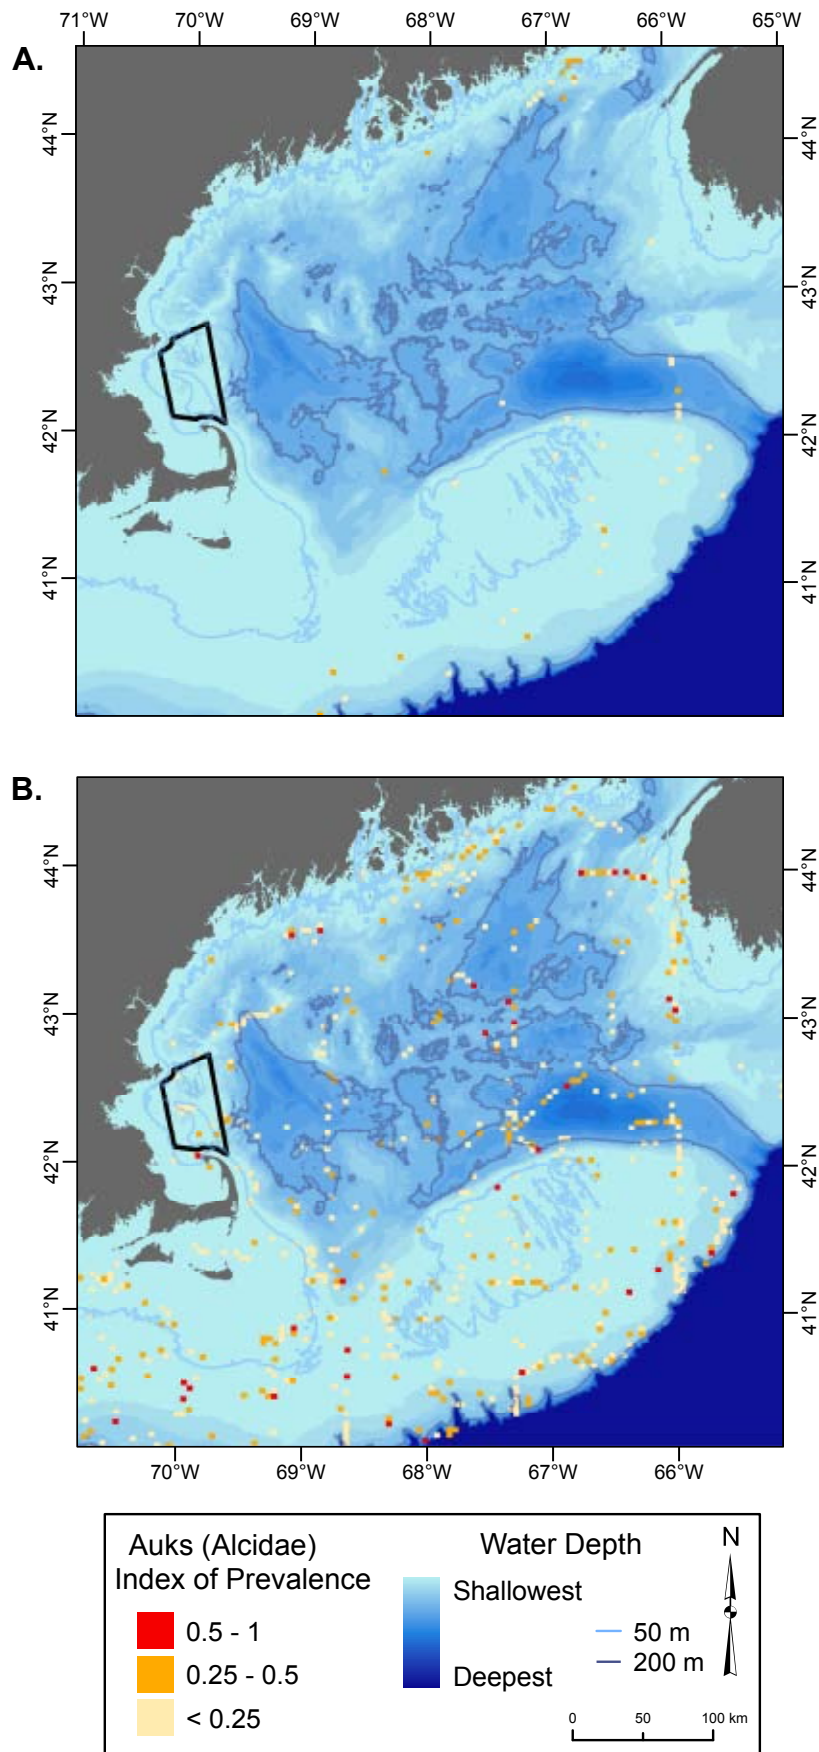 71°W 70°W 69°W 68°W 67°W 66°W 65°W
A.
44°N 44°N
43°N 43°N
42°N 42°N
41°N 41°N
B.
44°N 44°N
43°N 43°N
42°N 42°N
41°N 41°N
70°W 69°W 68°W 67°W 66°W
Auks (Alcidae)
Index of Prevalence
0.5 - 1
0.25 - 0.5
< 0.25
Water Depth
Shallowest
Deepest
50 m
200 m
N
0 50 100 km